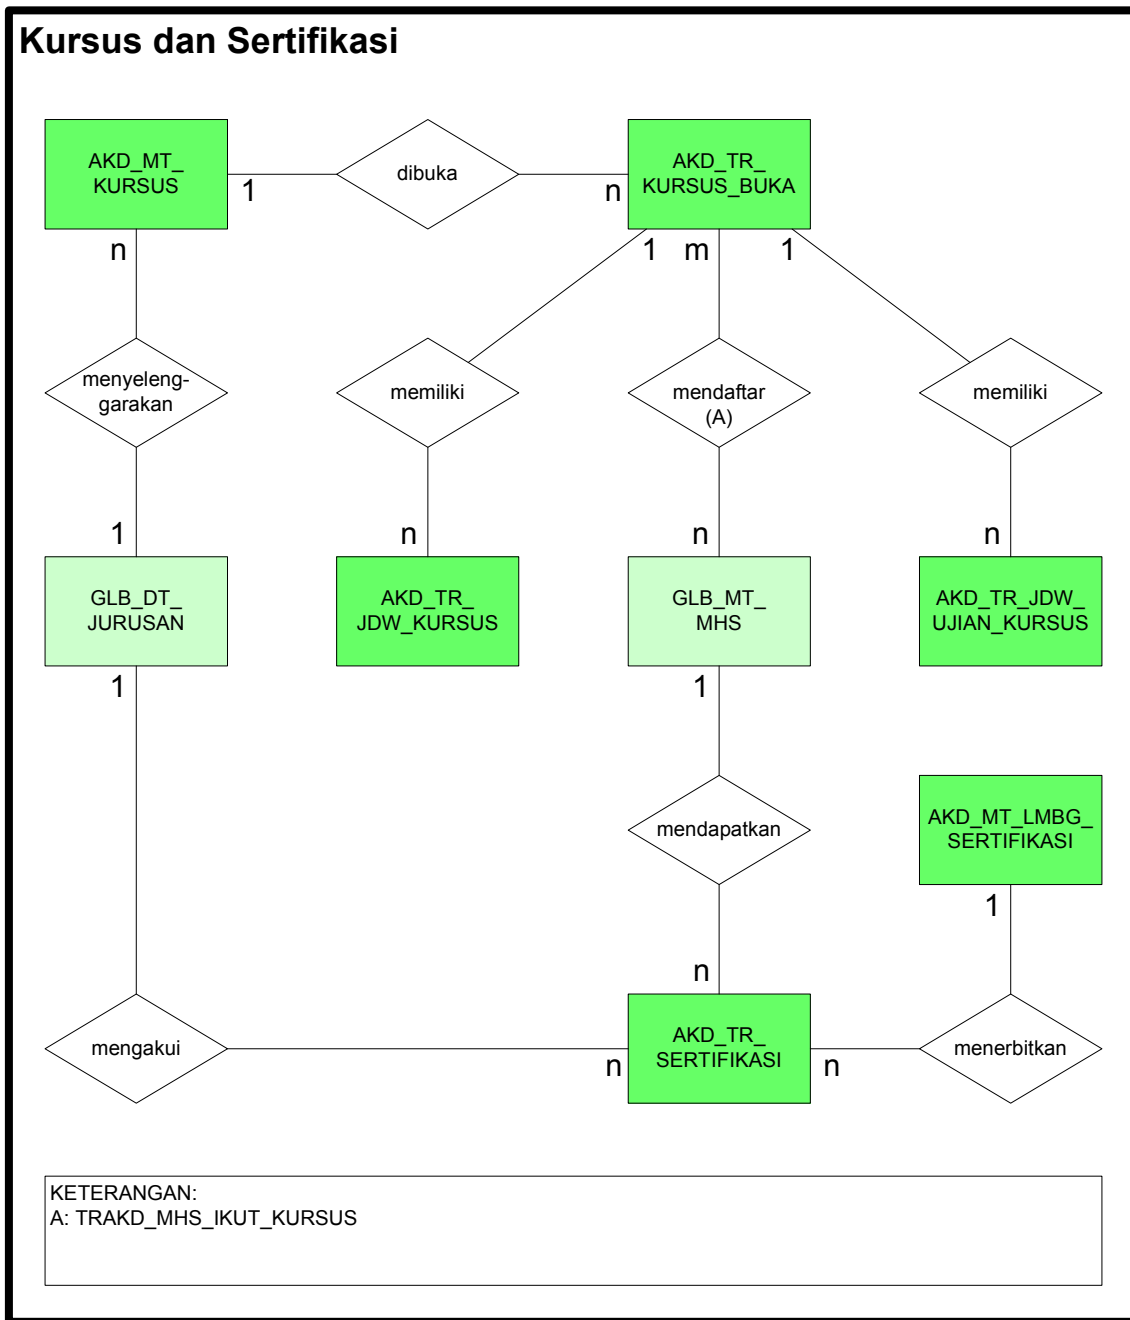 Kursus dan Sertifikasi
AKD_MT_
KURSUS
1
dibuka
n
AKD_TR_
KURSUS_BUKA
n
1
m
1
menyeleng-
garakan
memiliki
mendaftar
(A)
memiliki
1
n
n
n
GLB_DT_
JURUSAN
AKD_TR_
JDW_KURSUS
GLB_MT_
MHS
AKD_TR_JDW_
UJIAN_KURSUS
1
1
mendapatkan
AKD_MT_LMBG_
SERTIFIKASI
1
n
mengakui
n
AKD_TR_
SERTIFIKASI
n
menerbitkan
KETERANGAN:
A: TRAKD_MHS_IKUT_KURSUS